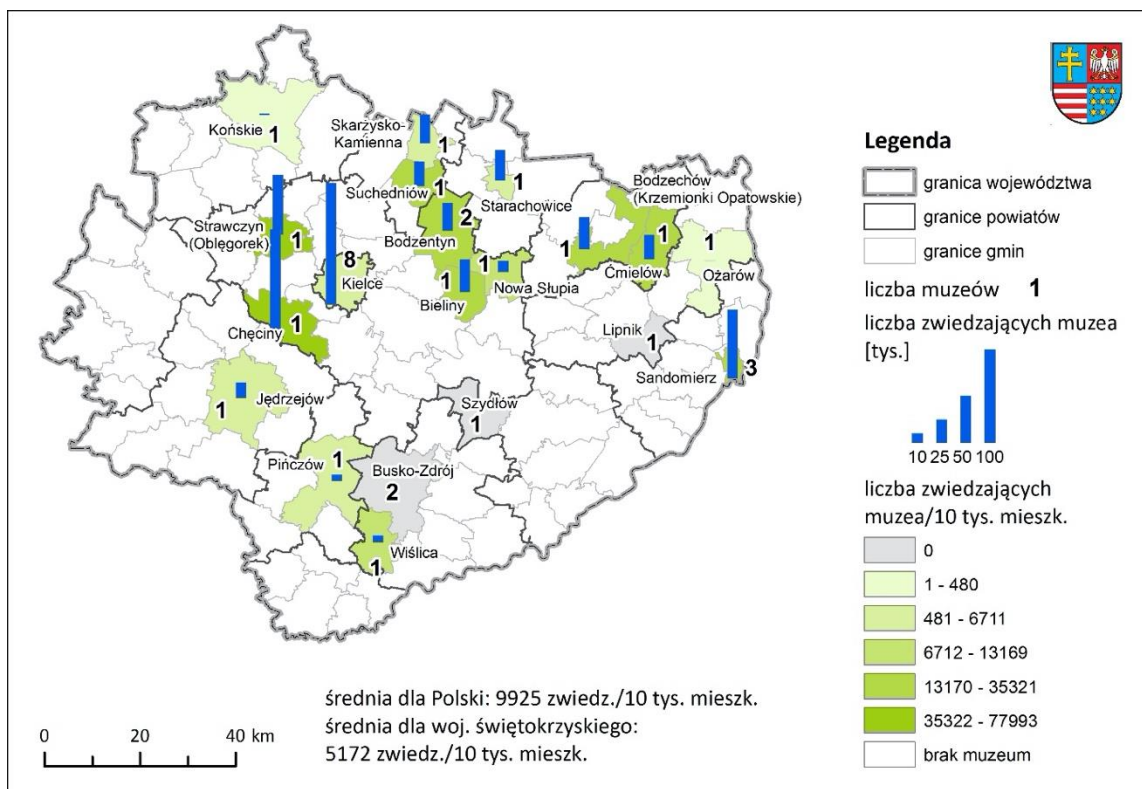 Końskie
1
Skarżysko-
Kamienna
1
Suchedniów
1
1
Starachowice
Bodzechów
(Krzemionki Opatowskie)
Strawczyn
(Oblęgorek)
1
Bodzentyn
2
8
Kielce
1
1
Ćmielów
1
Ożarów
1
Bieliny
1
Nowa Słupia
Chęciny
1
Lipnik
1
Sandomierz
3
Jędrzejów
1
Szydłów
1
Pińczów
1
Busko-Zdrój
2
Wiślica
1
średnia dla Polski: 9925 zwiedz./10 tys. mieszk.
średnia dla woj. świętokrzyskiego:
5172 zwiedz./10 tys. mieszk.
0 20 40 km
Legenda
granica województwa
granice powiatów
granice gmin
liczba muzeów 1
liczba zwiedzających muzea
[tys.]
10 25 50 100
liczba zwiedzających
muzea/10 tys. mieszk.
0
1 - 480
481 - 6711
6712 - 13169
13170 - 35321
35322 - 77993
brak muzeum